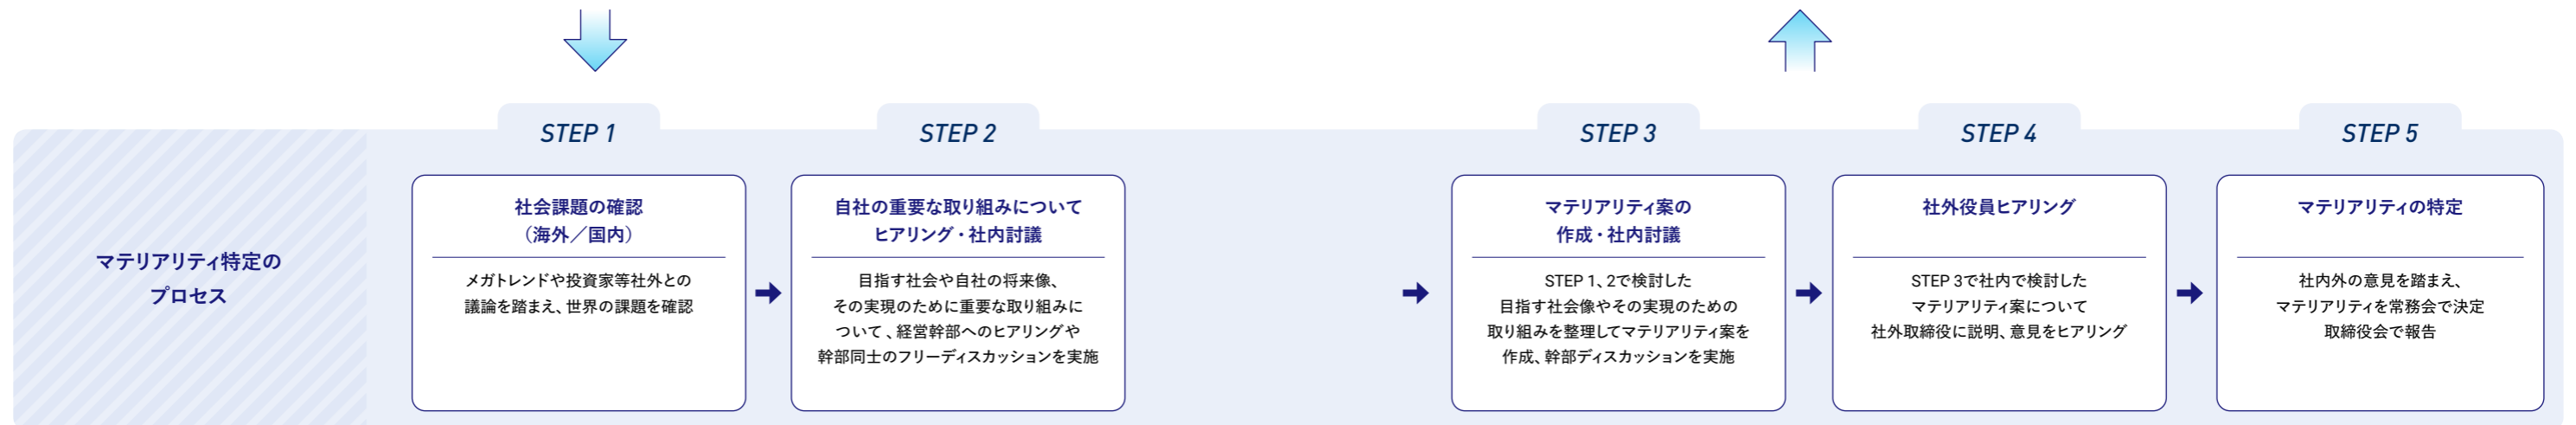 マテリアリティ特定の
プロセス
STEP 1
社会課題の確認
（海外／国内）
メガトレンドや投資家等社外との
議論を踏まえ、世界の課題を確認
STEP 2
自社の重要な取り組みについて
ヒアリング・社内討議
目指す社会や自社の将来像、
その実現のために重要な取り組みに
ついて、経営幹部へのヒアリングや
幹部同士のフリーディスカッションを実施
STEP 3
マテリアリティ案の
作成・社内討議
STEP 1、2で検討した
目指す社会像やその実現のための
取り組みを整理してマテリアリティ案を
作成、幹部ディスカッションを実施
STEP 4
社外役員ヒアリング
STEP 3で社内で検討した
マテリアリティ案について
社外取締役に説明、意見をヒアリング
STEP 5
マテリアリティの特定
社内外の意見を踏まえ、
マテリアリティを常務会で決定
取締役会で報告